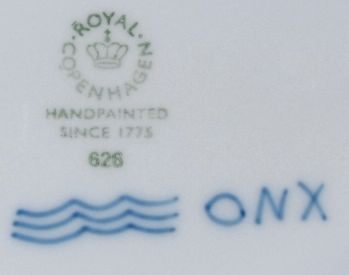 ROYAL COPENHAGEN
HANDPAINTED
SINCE 1775
626
ONX